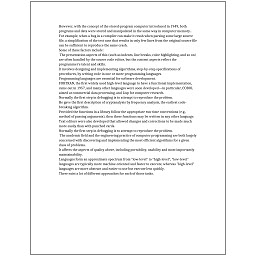 However, with the concept of the stored-program computer introduced in 1949, both
programs and data were stored and manipulated in the same way in computer memory.
For example, when a bug in a compiler can make it crash when parsing some large source
file, a simplification of the test case that results in only few lines from the original source file
can be sufficient to reproduce the same crash.
Some of these factors include:
The presentation aspects of this (such as indents, line breaks, color highlighting, and so on)
are often handled by the source code editor, but the content aspects reflect the
programmer's talent and skills.
It involves designing and implementing algorithms, step-by-step specifications of
procedures, by writing code in one or more programming languages.
Programming languages are essential for software development.
FORTRAN, the first widely used high-level language to have a functional implementation,
came out in 1957, and many other languages were soon developed—in particular, COBOL
aimed at commercial data processing, and Lisp for computer research.
Normally the first step in debugging is to attempt to reproduce the problem.
He gave the first description of cryptanalysis by frequency analysis, the earliest code-
breaking algorithm.
Provided the functions in a library follow the appropriate run-time conventions (e.g.,
method of passing arguments), then these functions may be written in any other language.
Text editors were also developed that allowed changes and corrections to be made much
more easily than with punched cards.
Normally the first step in debugging is to attempt to reproduce the problem.
The academic field and the engineering practice of computer programming are both largely
concerned with discovering and implementing the most efficient algorithms for a given
class of problems.
It affects the aspects of quality above, including portability, usability and most importantly
maintainability.
Languages form an approximate spectrum from "low-level" to "high-level"; "low-level"
languages are typically more machine-oriented and faster to execute, whereas "high-level"
languages are more abstract and easier to use but execute less quickly.
There exist a lot of different approaches for each of those tasks.